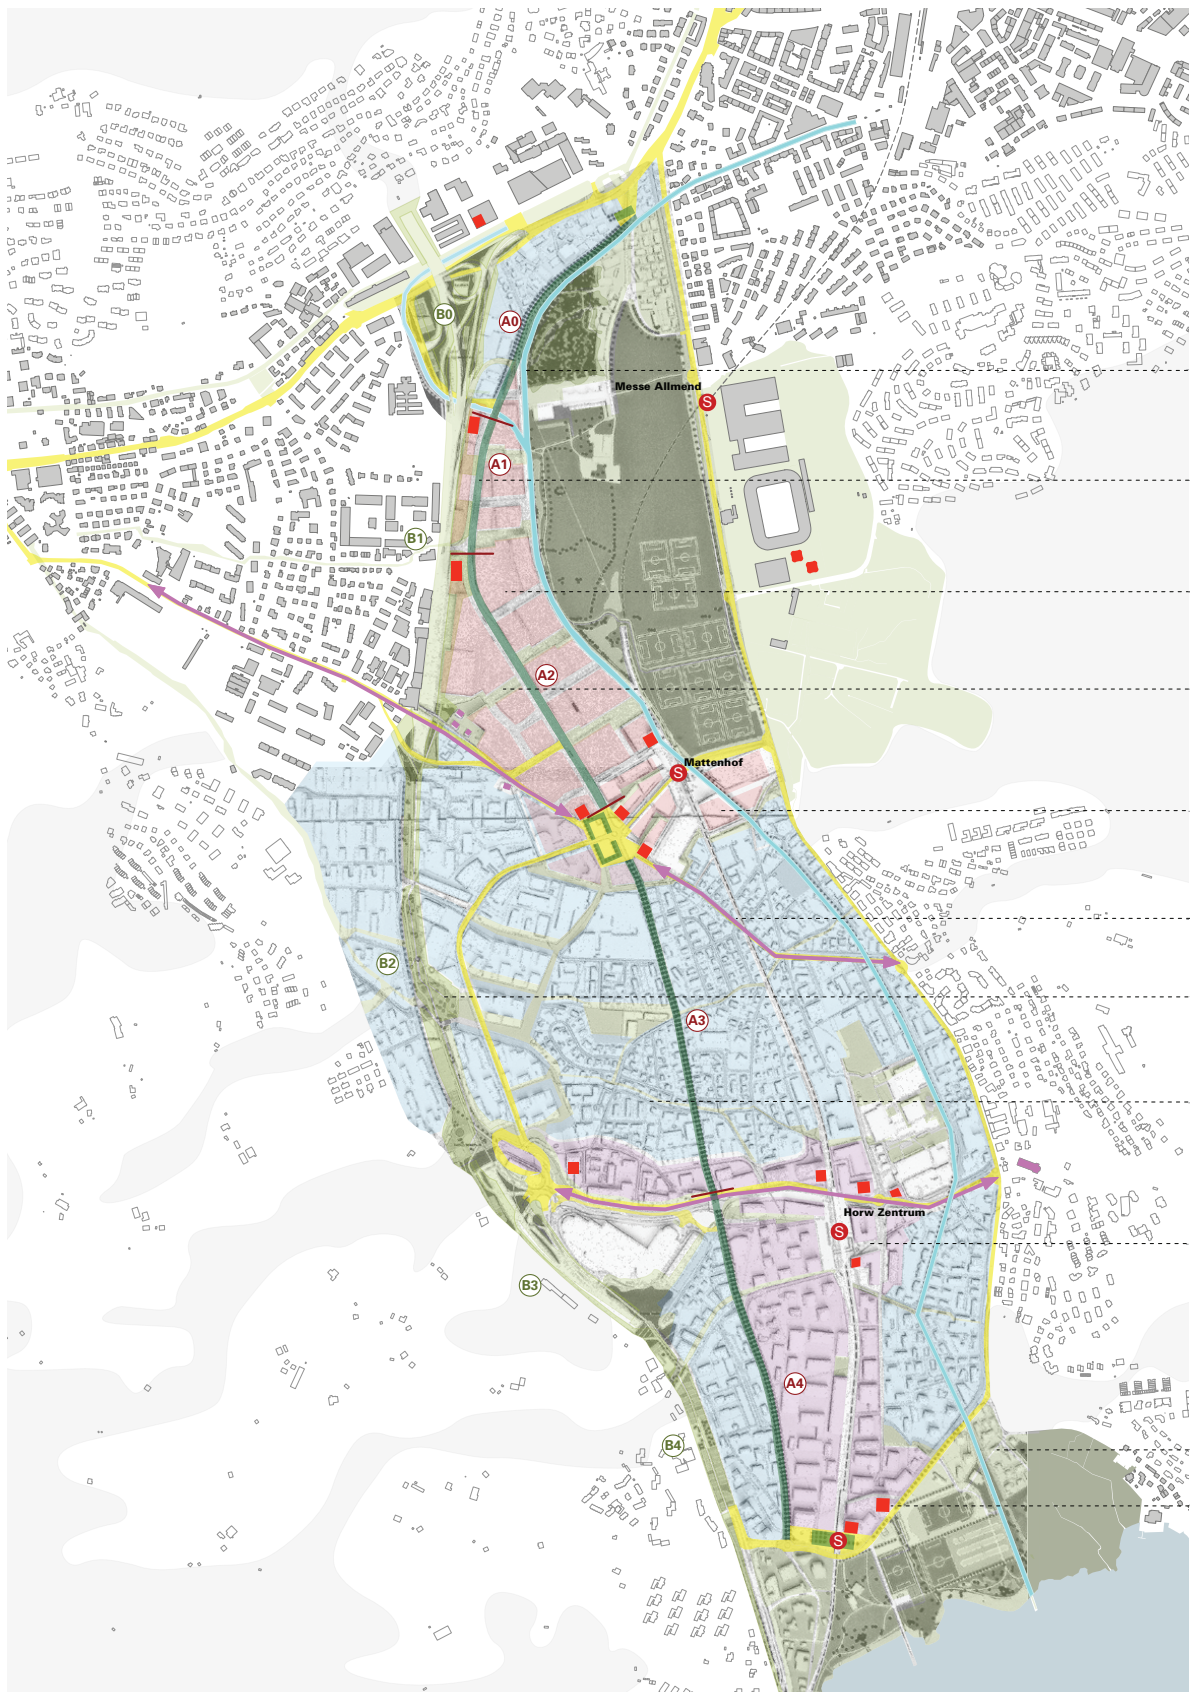 B0
A0
Messe Allmend
S
A1
B1
A2
Mattenhof
S
B2
A3
Horw Zentrum
S
B3
A4
B4
S